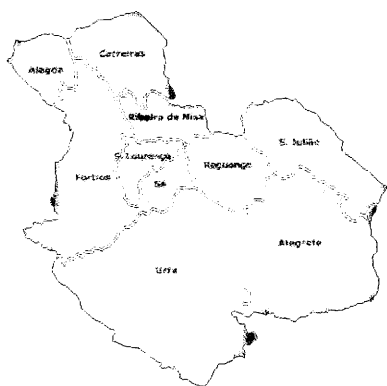 Carreiras
Alagoa
Ribeira de Nisa
S. Julião
S. Lourenço
Reguengo
Fortios
Sé
Alegrete
Urra